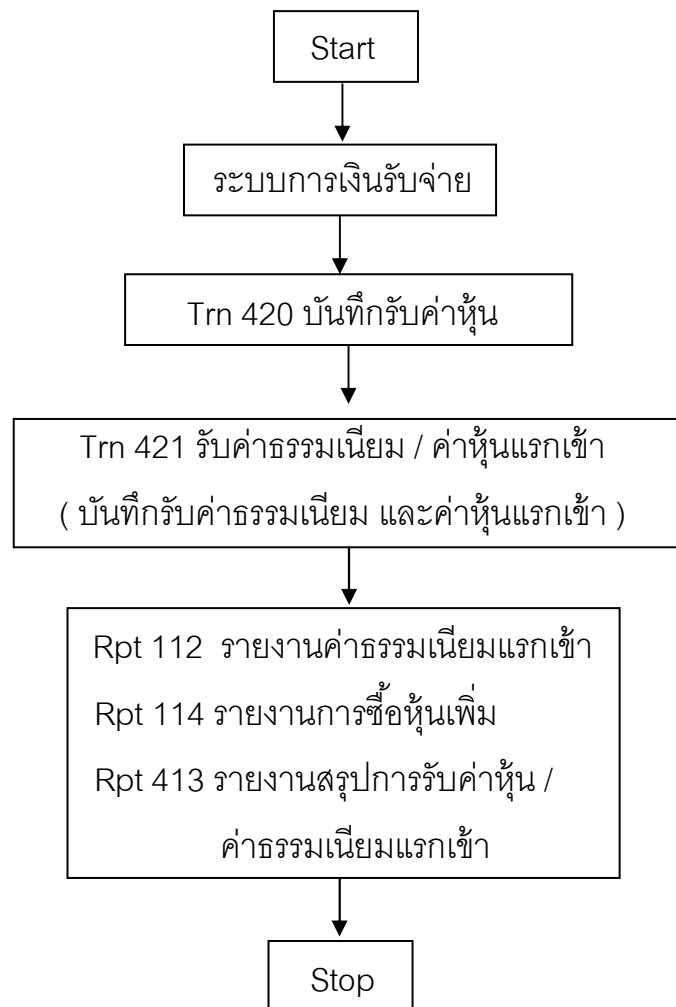 Start
ระบบการเงินรับจ่าย
Trn 420 บันทึกรับค่าหุ้น
Trn 421 รับค่าธรรมเนียม / ค่าหุ้นแรกเข้า
( บันทึกรับค่าธรรมเนียม และค่าหุ้นแรกเข้า )
Rpt 112 รายงานค่าธรรมเนียมแรกเข้า
Rpt 114 รายงานการซื้อหุ้นเพิ่ม
Rpt 413 รายงานสรุปการรับค่าหุ้น /
ค่าธรรมเนียมแรกเข้า
Stop